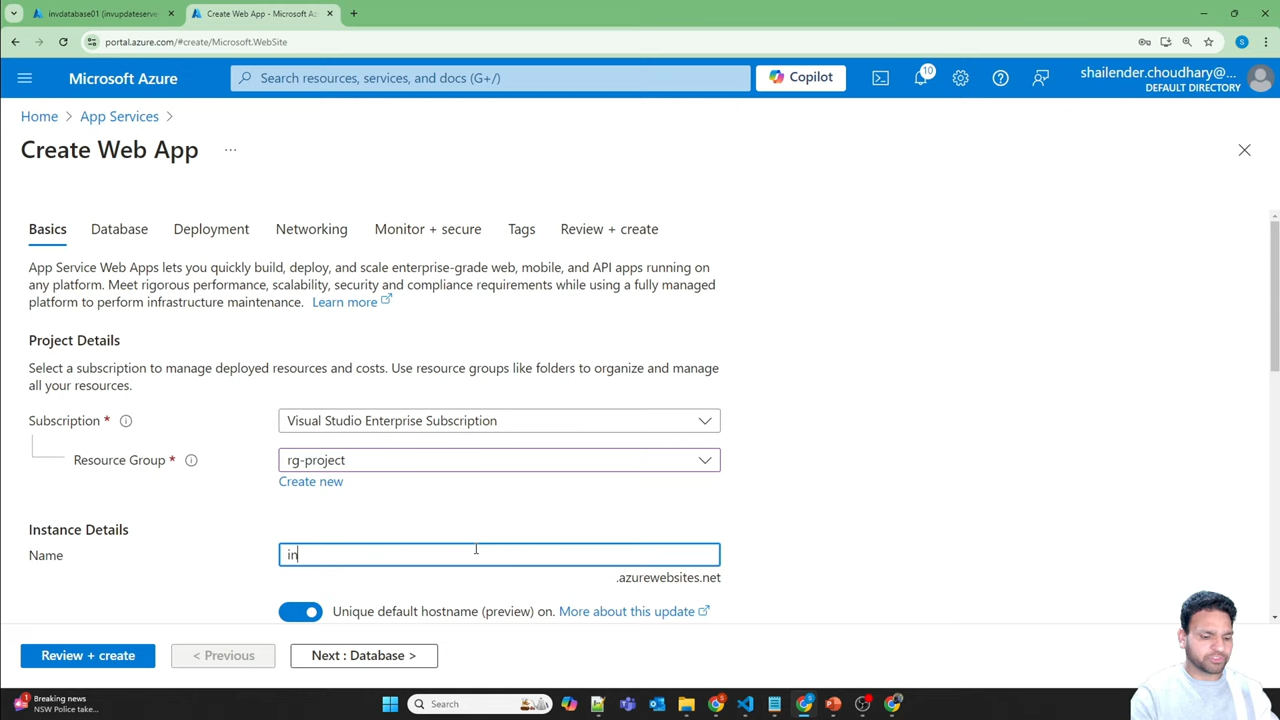 invdatabase01 (invupdateserve
Create Web App - Microsoft Az
portal.azure.com/#create/Microsoft.WebSite
S
Microsoft Azure
Search resources, services, and docs (G+/)
Copilot
10
shailender.choudhary@...
DEFAULT DIRECTORY
Home > App Services >
Create Web App
...
Basics
Database
Deployment
Networking
Monitor + secure
Tags
Review + create
App Service Web Apps lets you quickly build, deploy, and scale enterprise-grade web, mobile, and API apps running on
any platform. Meet rigorous performance, scalability, security and compliance requirements while using a fully managed
platform to perform infrastructure maintenance. Learn more
Project Details
Select a subscription to manage deployed resources and costs. Use resource groups like folders to organize and manage
all your resources.
Subscription *
Visual Studio Enterprise Subscription
Resource Group *
rg-project
Create new
Instance Details
Name
in
.azurewebsites.net
Unique default hostname (preview) on. More about this update
Review + create
< Previous
Next : Database >
1
Breaking news
NSW Police take...
Search